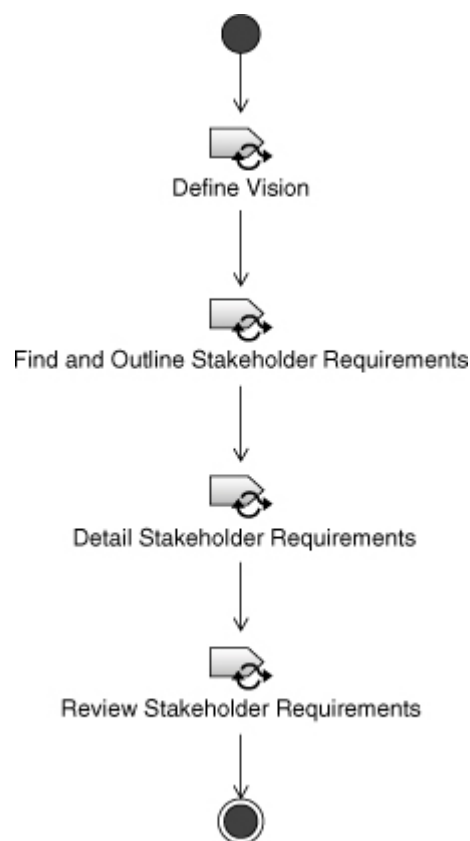 Define Vision
Find and Outline Stakeholder Requirements
Detail Stakeholder Requirements
Review Stakeholder Requirements